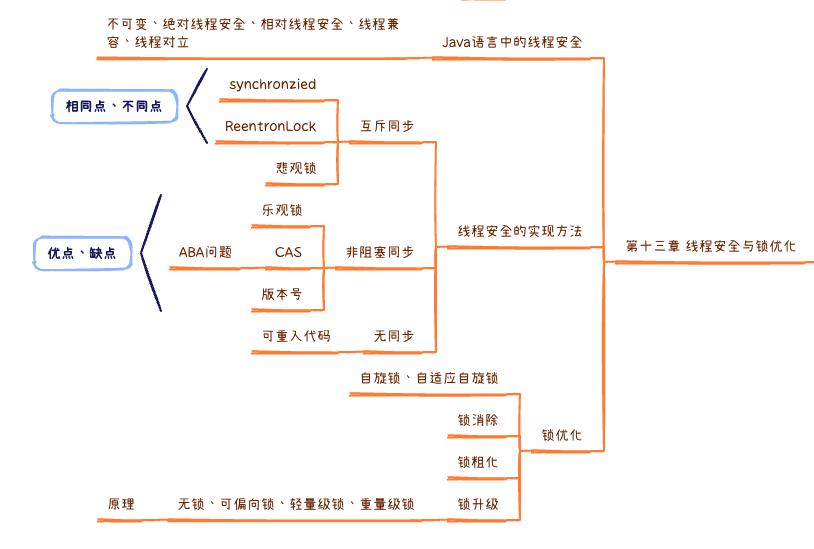 不可变、绝对线程安全、相对线程安全、线程兼
容、线程对立
Java语言中的线程安全
synchronzied
相同点、不同点
ReentronLock
互斥同步
悲观锁
乐观锁
线程安全的实现方法
第十三章 线程安全与锁优化
优点、缺点
ABA问题
CAS
非阻塞同步
版本号
可重入代码
无同步
自旋锁、自适应自旋锁
锁消除
锁优化
锁粗化
原理
无锁、可偏向锁、轻量级锁、重量级锁
锁升级